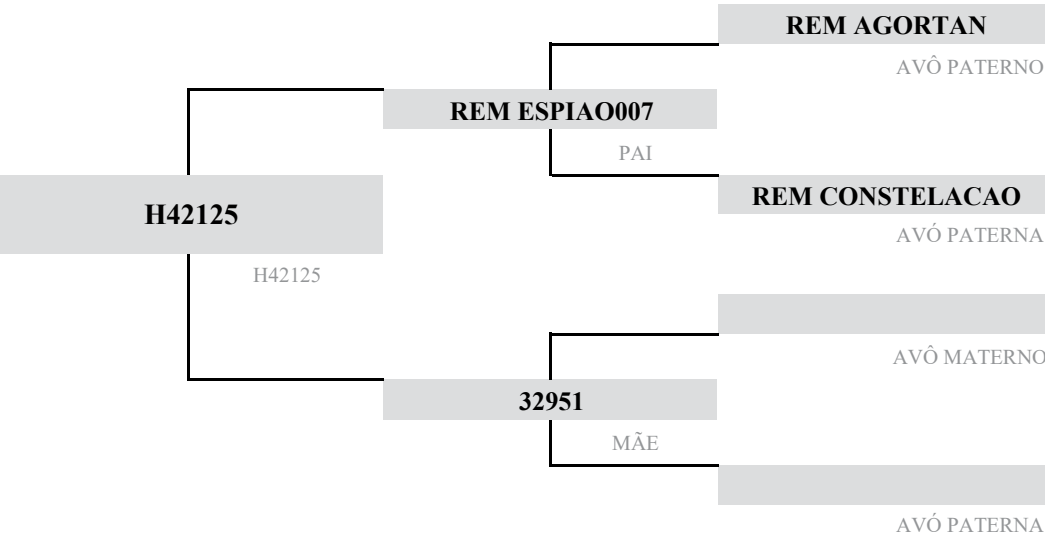 REM AGORTAN
AVÔ PATERNO
REM ESPIAO007
PAI
REM CONSTELACAO
AVÓ PATERNA
H42125
H42125
AVÔ MATERNO
32951
MÃE
AVÓ PATERNA